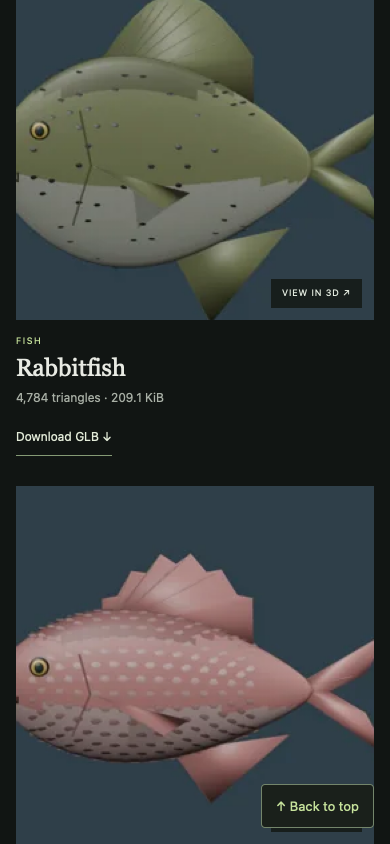 VIEW IN 3D ↗
FISH
Rabbitfish
4,784 triangles · 209.1 KiB
Download GLB ↓
↑ Back to top